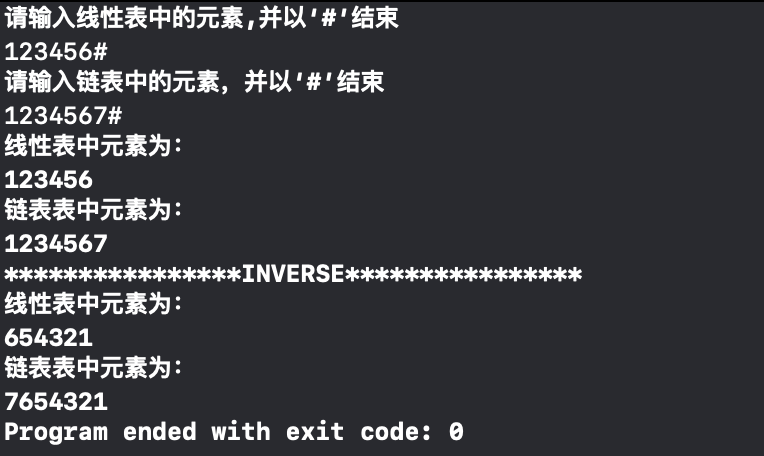 请输入线性表中的元素,并以'#'结束
123456#
请输入链表中的元素，并以'#'结束
1234567#
线性表中元素为：
123456
链表表中元素为：
1234567
****************INVERSE****************
线性表中元素为：
654321
链表表中元素为：
7654321
Program ended with exit code: 0